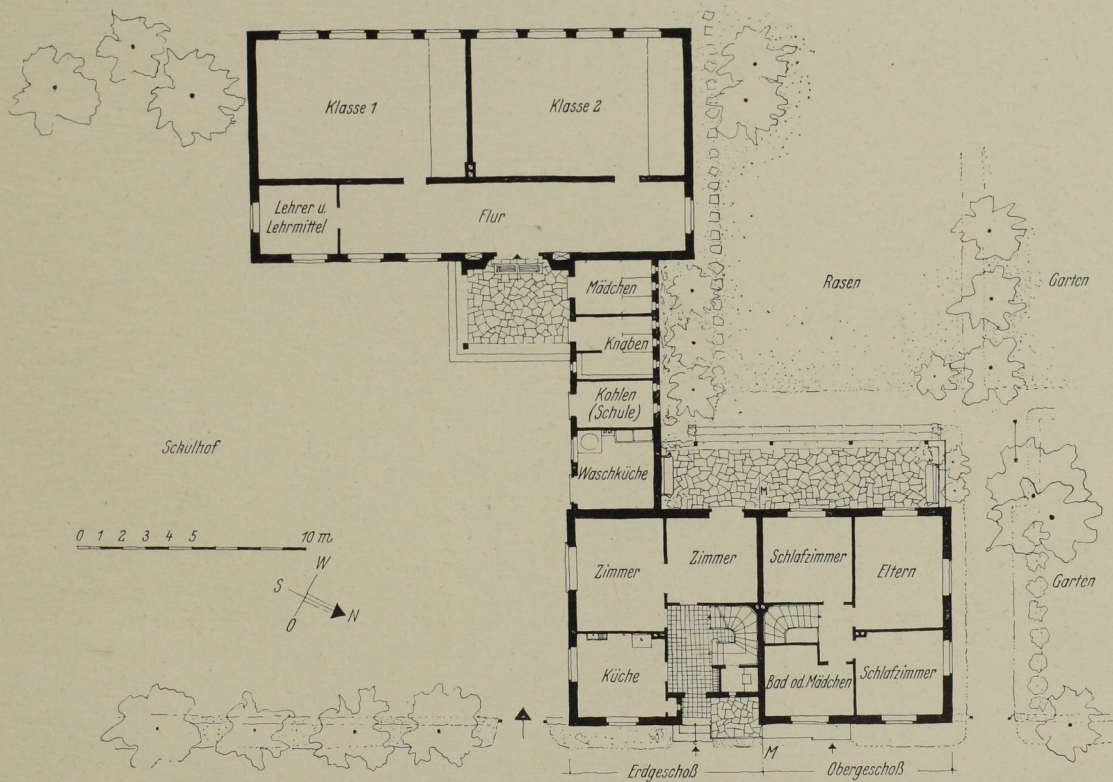 Klasse 1
Klasse 2
Lehrer u.
Lehrmittel
Flur
Mädchen
Knaben
Kohlen
(Schule)
Waschküche
Rasen
Garten
Schulhof
0 1 2 3 4 5 10 m
W
S
N
O
M
Zimmer
Zimmer
Schlafzimmer
Eltern
Garten
Küche
Bad od. Mädchen
Schlafzimmer
M
Erdgeschoß
Obergeschoß